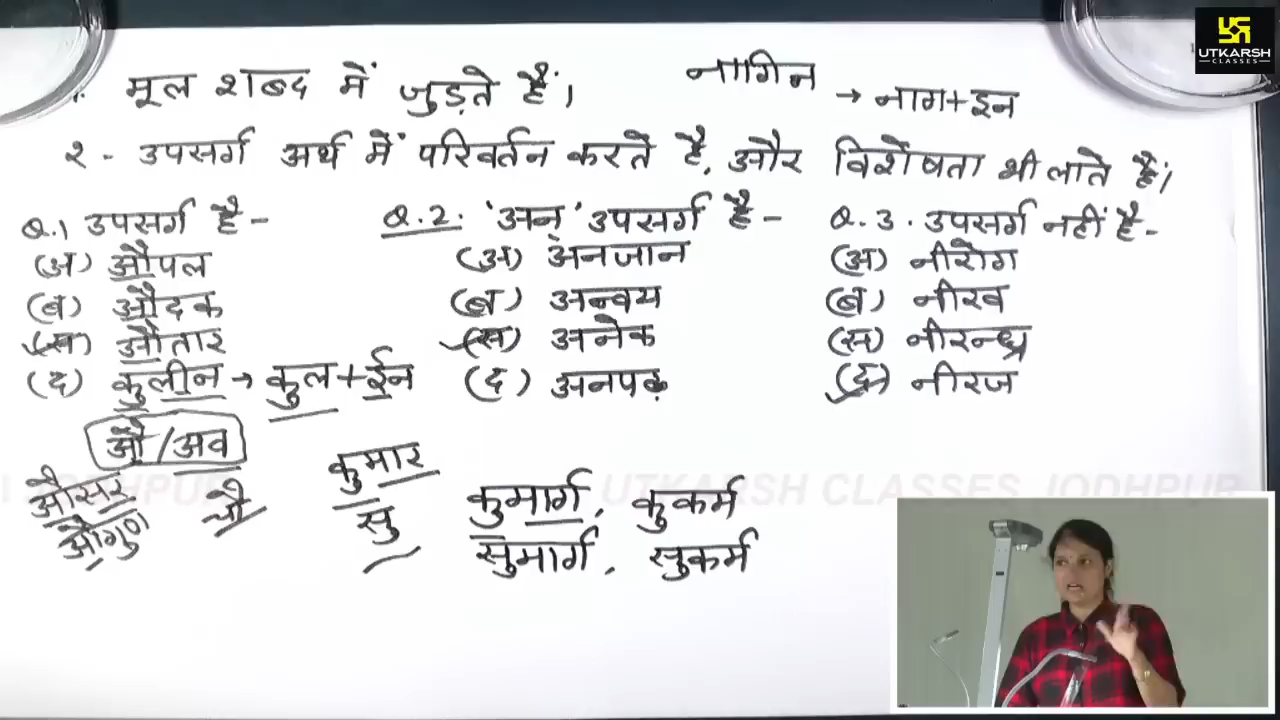 UTKARSH
CLASSES
मूल शब्द में जुड़ते हैं।
नागिन → नाग+इन
२ - उपसर्ग अर्थ में परिवर्तन करते है, और विशेषता भी लाते हैं।
Q.1 उपसर्ग है -
(अ) औपल
(ब) औदक
(स) औतार
(द) कुलीन → कुल+ईन
औ/अव
औसर
औगुण
औ
कुमार
सु
Q.2. 'अन्' उपसर्ग है -
(अ) अनजान
(ब) अन्वय
(स) अनेक
(द) अनपढ़
कुमार्ग, कुकर्म
सुमार्ग, सुकर्म
Q.3. उपसर्ग नहीं है -
(अ) नीरोग
(ब) नीरव
(स) नीरन्ध्र
(द) नीरज
UTKARSH CLASSES JODHPUR